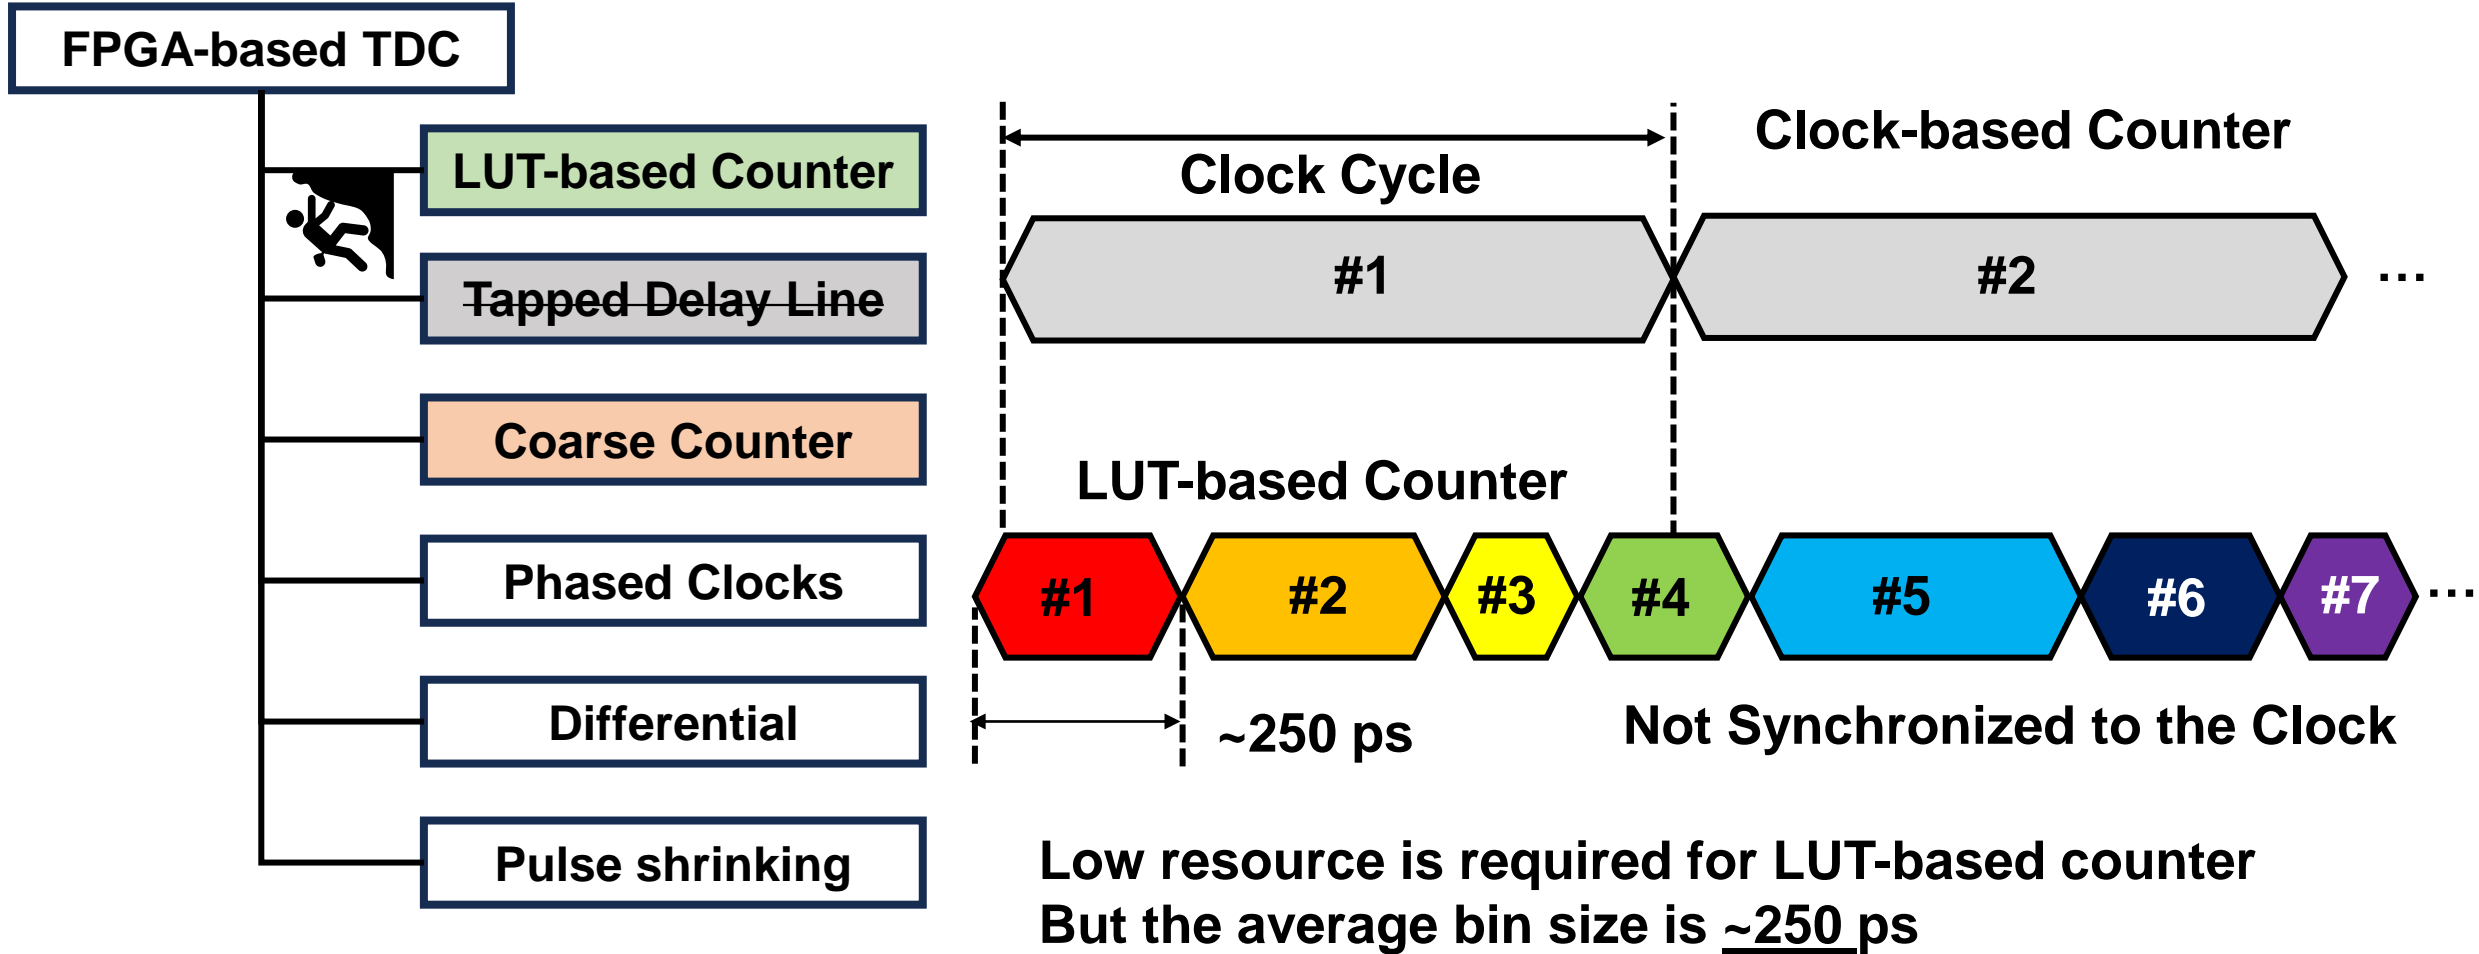 FPGA-based TDC
LUT-based Counter
Tapped Delay Line
Coarse Counter
Phased Clocks
Differential
Pulse shrinking
Clock-based Counter
Clock Cycle
#1
#2
...
LUT-based Counter
#1
#2
#3
#4
#5
#6
#7
...
~250 ps
Not Synchronized to the Clock
Low resource is required for LUT-based counter
But the average bin size is ~250 ps